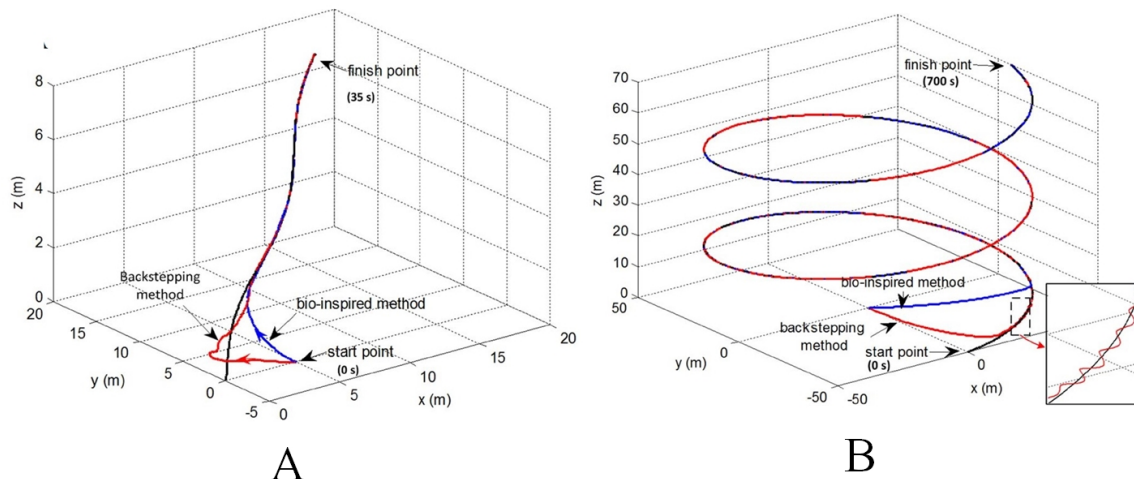 finish point
(35 s)
8
6
4
2
0
z (m)
Backstepping
method
bio-inspired method
start point
(0 s)
20
15
10
5
0
-5
y (m)
0
5
10
15
20
x (m)
A
finish point
(700 s)
70
60
50
40
30
20
10
0
z (m)
bio-inspired method
backstepping
method
start point
(0 s)
50
0
-50
y (m)
-50
0
x (m)
B